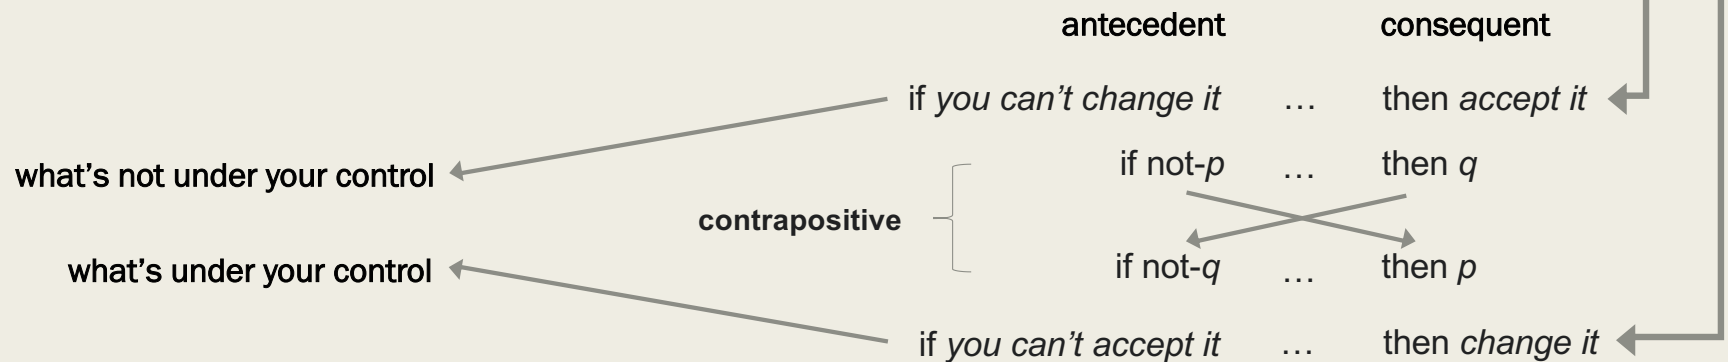 antecedent consequent
if you can't change it … then accept it
if not-p … then q
what's not under your control
contrapositive
what's under your control
if not-q … then p
if you can't accept it … then change it